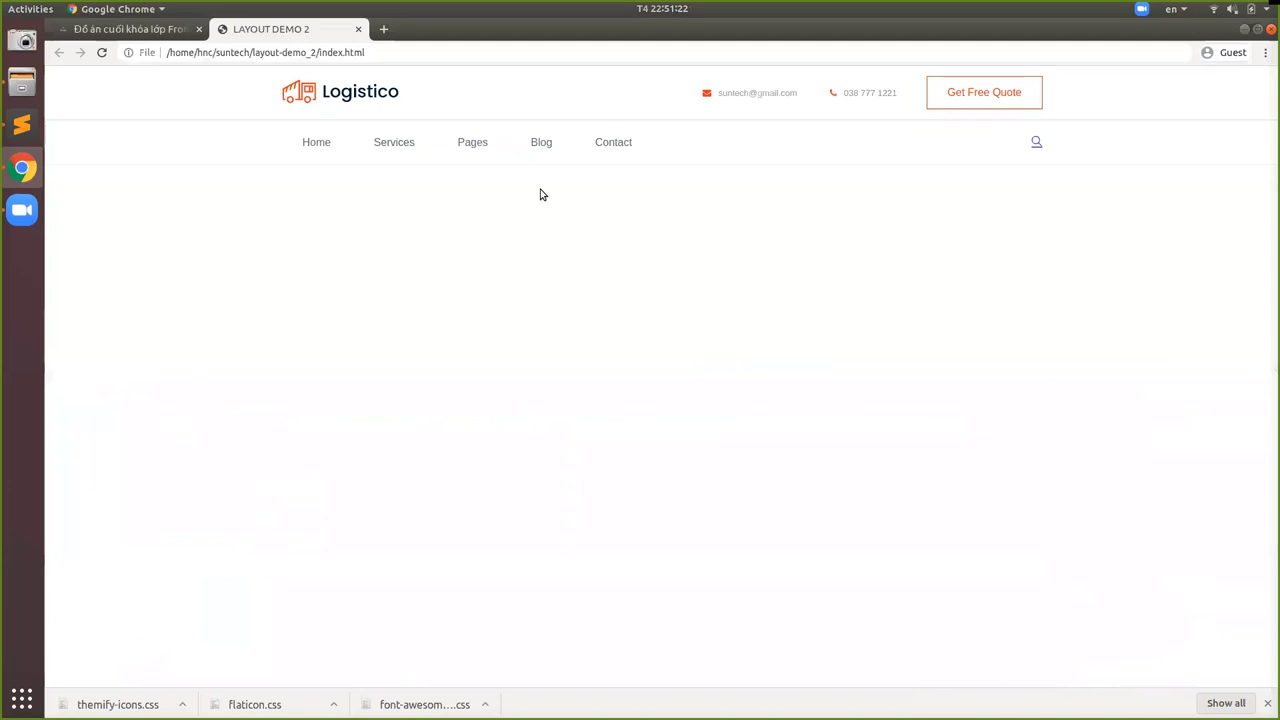 Activities
Google Chrome
T4 22:51:22
en
Đồ án cuối khóa lớp Fron
LAYOUT DEMO 2
File
/home/hnc/suntech/layout-demo_2/index.html
Guest
Logistico
suntech@gmail.com
038 777 1221
Get Free Quote
Home
Services
Pages
Blog
Contact
themify-icons.css
flaticon.css
font-awesom....css
Show all